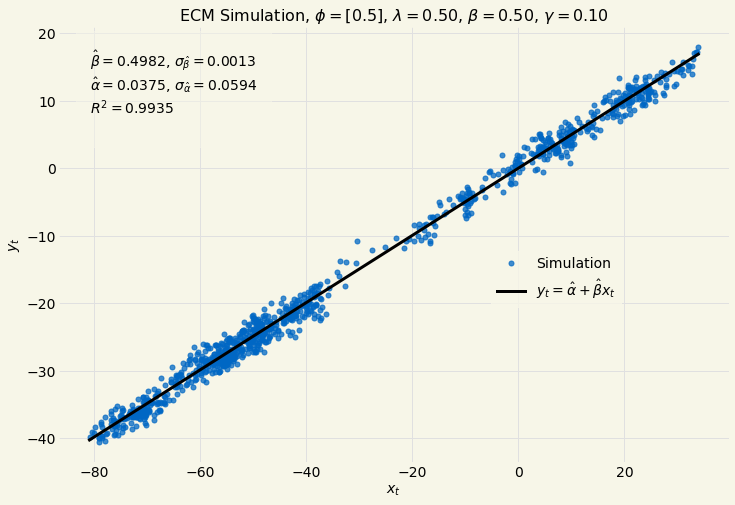 ECM Simulation, ϕ = [0.5], λ = 0.50, β = 0.50, γ = 0.10
β̂ = 0.4982, σ_β̂ = 0.0013
α̂ = 0.0375, σ_α̂ = 0.0594
R² = 0.9935
20
10
0
−10
−20
−30
−40
y_t
Simulation
y_t = α̂ + β̂x_t
−80 −60 −40 −20 0 20
x_t